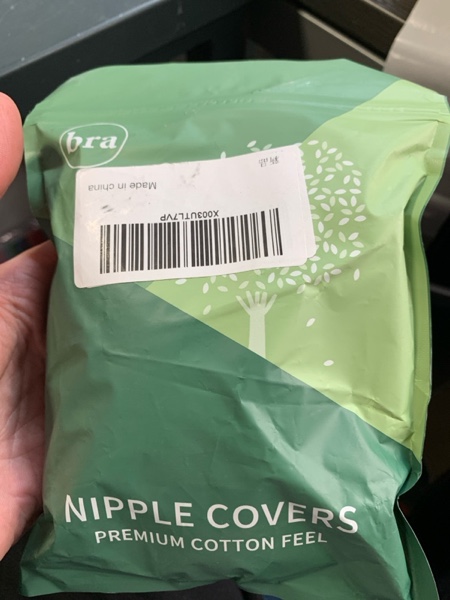 bra
Made in china
X003UTL7VP
NIPPLE COVERS
PREMIUM COTTON FEEL